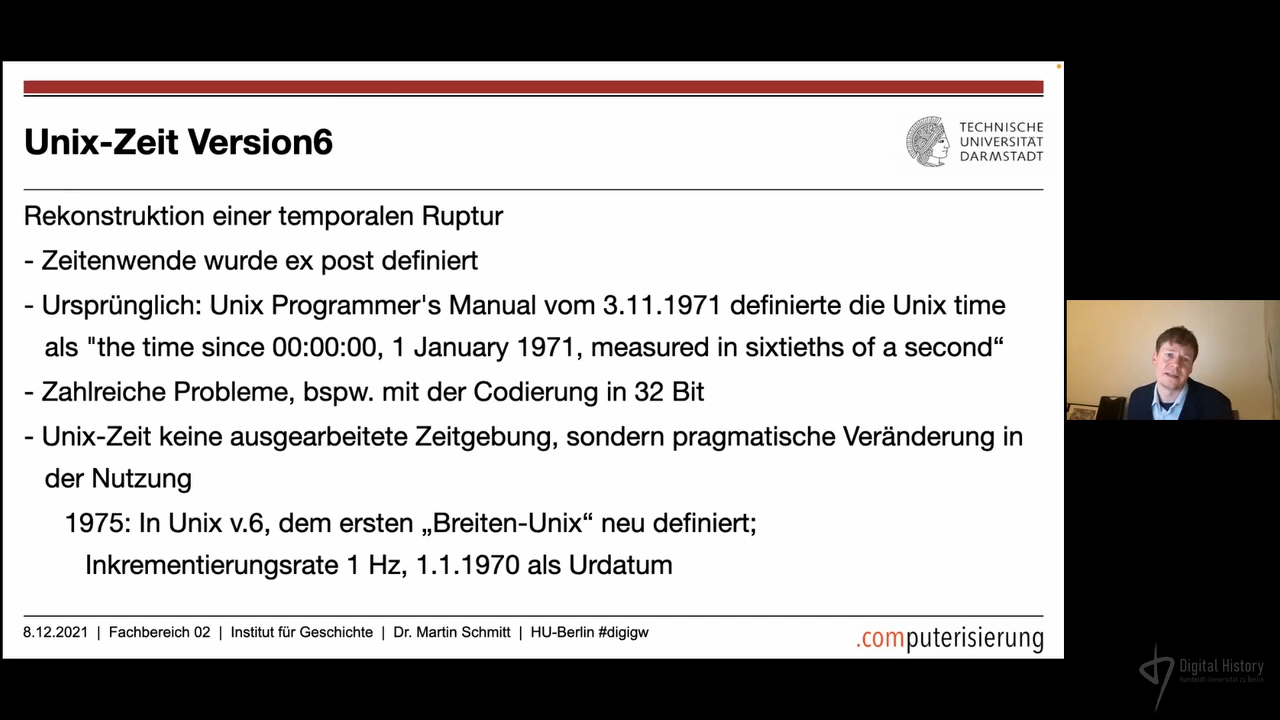 Unix-Zeit Version6
TECHNISCHE
UNIVERSITÄT
DARMSTADT
Rekonstruktion einer temporalen Ruptur
- Zeitenwende wurde ex post definiert
- Ursprünglich: Unix Programmer's Manual vom 3.11.1971 definierte die Unix time
als "the time since 00:00:00, 1 January 1971, measured in sixtieths of a second“
- Zahlreiche Probleme, bspw. mit der Codierung in 32 Bit
- Unix-Zeit keine ausgearbeitete Zeitgebung, sondern pragmatische Veränderung in
der Nutzung
1975: In Unix v.6, dem ersten „Breiten-Unix“ neu definiert;
Inkrementierungsrate 1 Hz, 1.1.1970 als Urdatum
8.12.2021 | Fachbereich 02 | Institut für Geschichte | Dr. Martin Schmitt | HU-Berlin #digigw
.computerisierung
Digital History
Humboldt-Universität zu Berlin